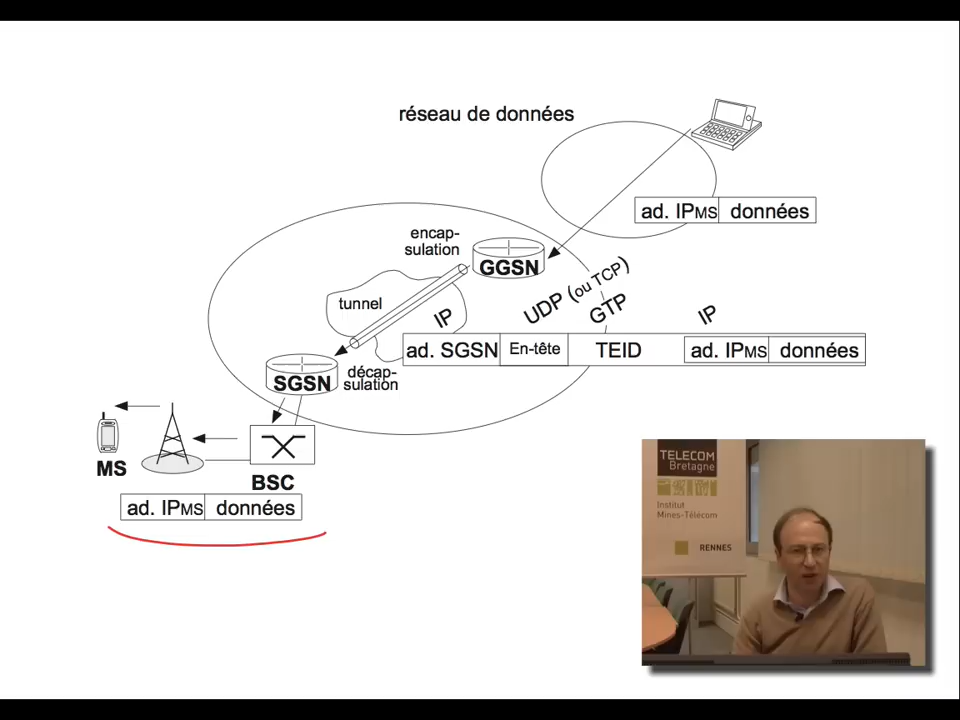 réseau de données
ad. IPMS données
encap-
sulation
GGSN
tunnel
IP UDP (ou TCP) GTP IP
ad. SGSN En-tête TEID ad. IPMS données
SGSN
décap-
sulation
MS
BSC
ad. IPMS données
TELECOM
Bretagne
Institut
Mines-Télécom
RENNES